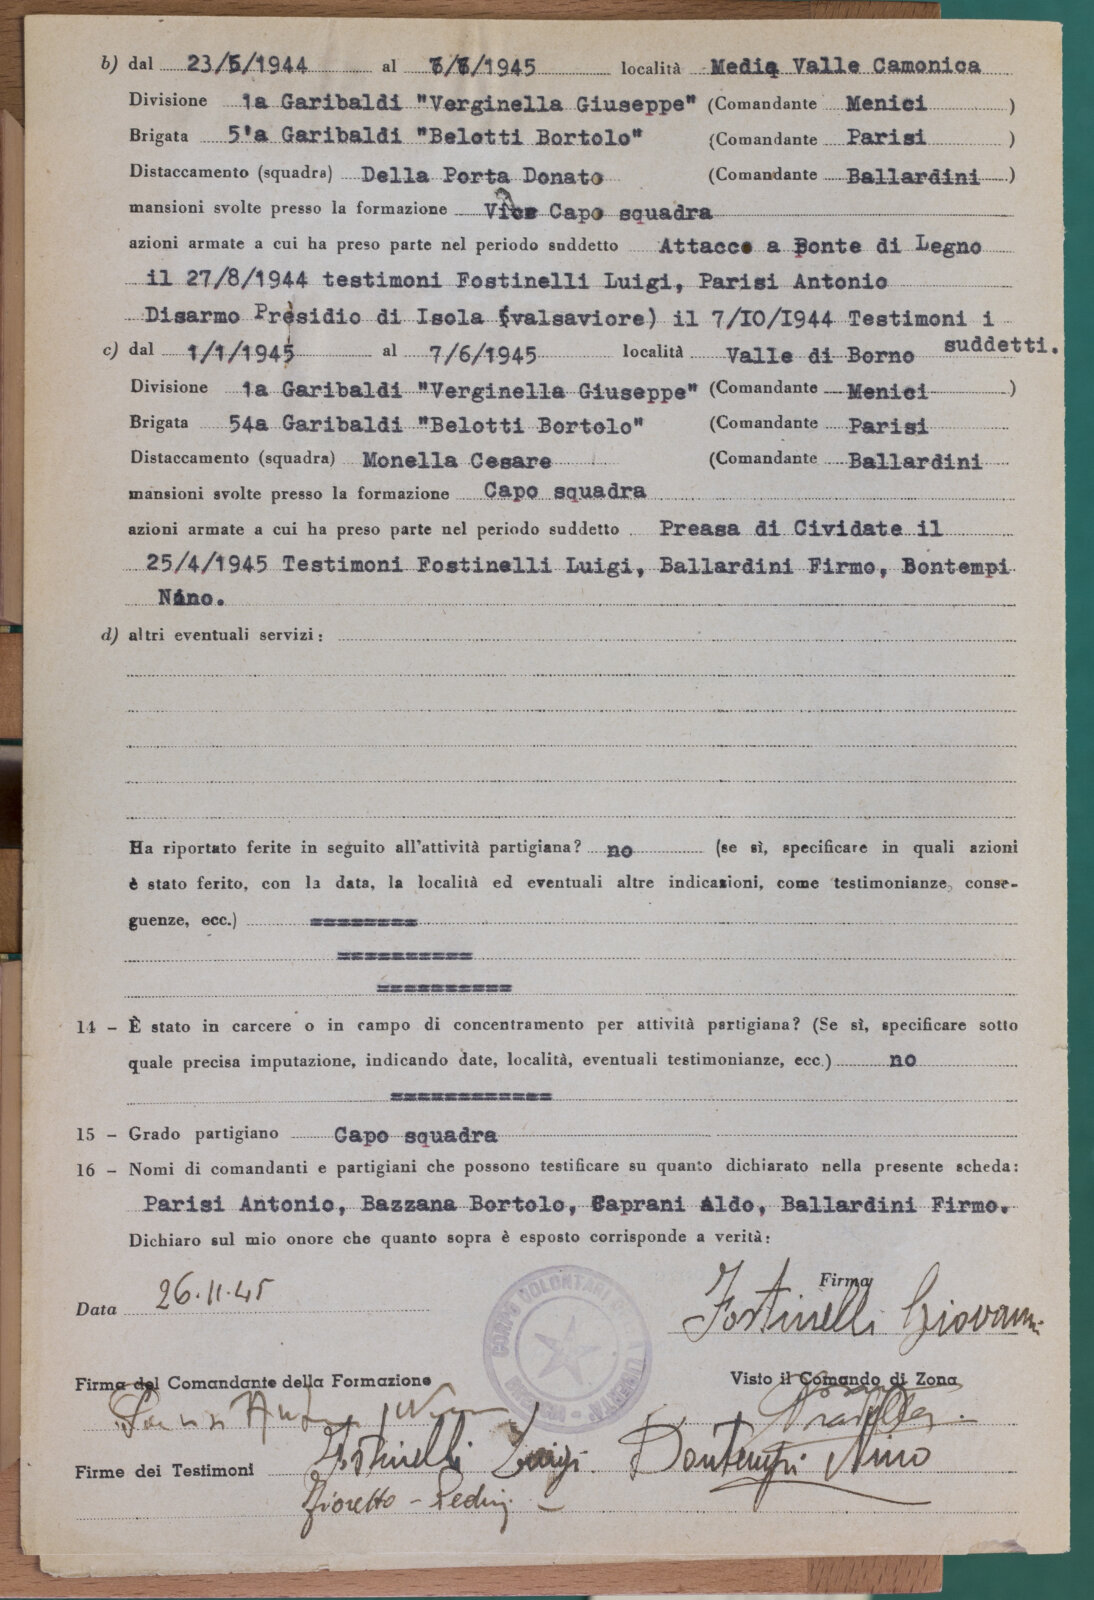 b) dal 23/5/1944 al 7/6/1945 località Media Valle Camonica
Divisione 1a Garibaldi "Verginella Giuseppe" (Comandante Menici )
Brigata 5'a Garibaldi "Belotti Bortolo" (Comandante Parisi )
Distaccamento (squadra) Della Porta Donato (Comandante Ballardini )
mansioni svolte presso la formazione Vice Capo squadra
azioni armate a cui ha preso parte nel periodo suddetto Attacco a Ponte di Legno
il 27/8/1944 testimoni Fostinelli Luigi, Parisi Antonio
Disarmo Presidio di Isola (valsaviore) il 7/IO/I944 Testimoni i
suddetti.
c) dal 1/1/1945 al 7/6/1945 località Valle di Borno
Divisione 1a Garibaldi "Verginella Giuseppe" (Comandante Menici )
Brigata 54a Garibaldi "Belotti Bortolo" (Comandante Parisi
Distaccamento (squadra) Monella Cesare (Comandante Ballardini
mansioni svolte presso la formazione Capo squadra
azioni armate a cui ha preso parte nel periodo suddetto Preasa di Cividate il
25/4/1945 Testimoni Fostinelli Luigi, Ballardini Firmo, Bontempi
Nino.
d) altri eventuali servizi:
Ha riportato ferite in seguito all'attività partigiana? no (se sì, specificare in quali azioni
è stato ferito, con la data, la località ed eventuali altre indicazioni, come testimonianze, conse-
guenze, ecc.) ========
==========
==========
14 - È stato in carcere o in campo di concentramento per attività partigiana? (Se sì, specificare sotto
quale precisa imputazione, indicando date, località, eventuali testimonianze, ecc.) no
============
15 - Grado partigiano Capo squadra
16 - Nomi di comandanti e partigiani che possono testificare su quanto dichiarato nella presente scheda:
Parisi Antonio, Bazzana Bortolo, Caprani Aldo, Ballardini Firmo.
Dichiaro sul mio onore che quanto sopra è esposto corrisponde a verità:
Data 26.11.45
Firma
Fostinelli Giovanni
CORPO VOLONTARI LIBERTA'
Firma del Comandante della Formazione
Visto il Comando di Zona
Firme dei Testimoni Fostinelli Luigi Bontempi Nino
Fioretto -